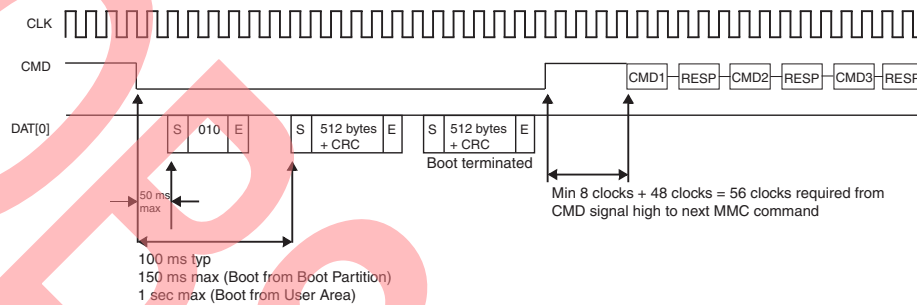 CLK
CMD
CMD1 RESP CMD2 RESP CMD3 RESP
DAT[0]
S 010 E S 512 bytes + CRC E S 512 bytes + CRC E
Boot terminated
50 ms
max
Min 8 clocks + 48 clocks = 56 clocks required from
CMD signal high to next MMC command
100 ms typ
150 ms max (Boot from Boot Partition)
1 sec max (Boot from User Area)